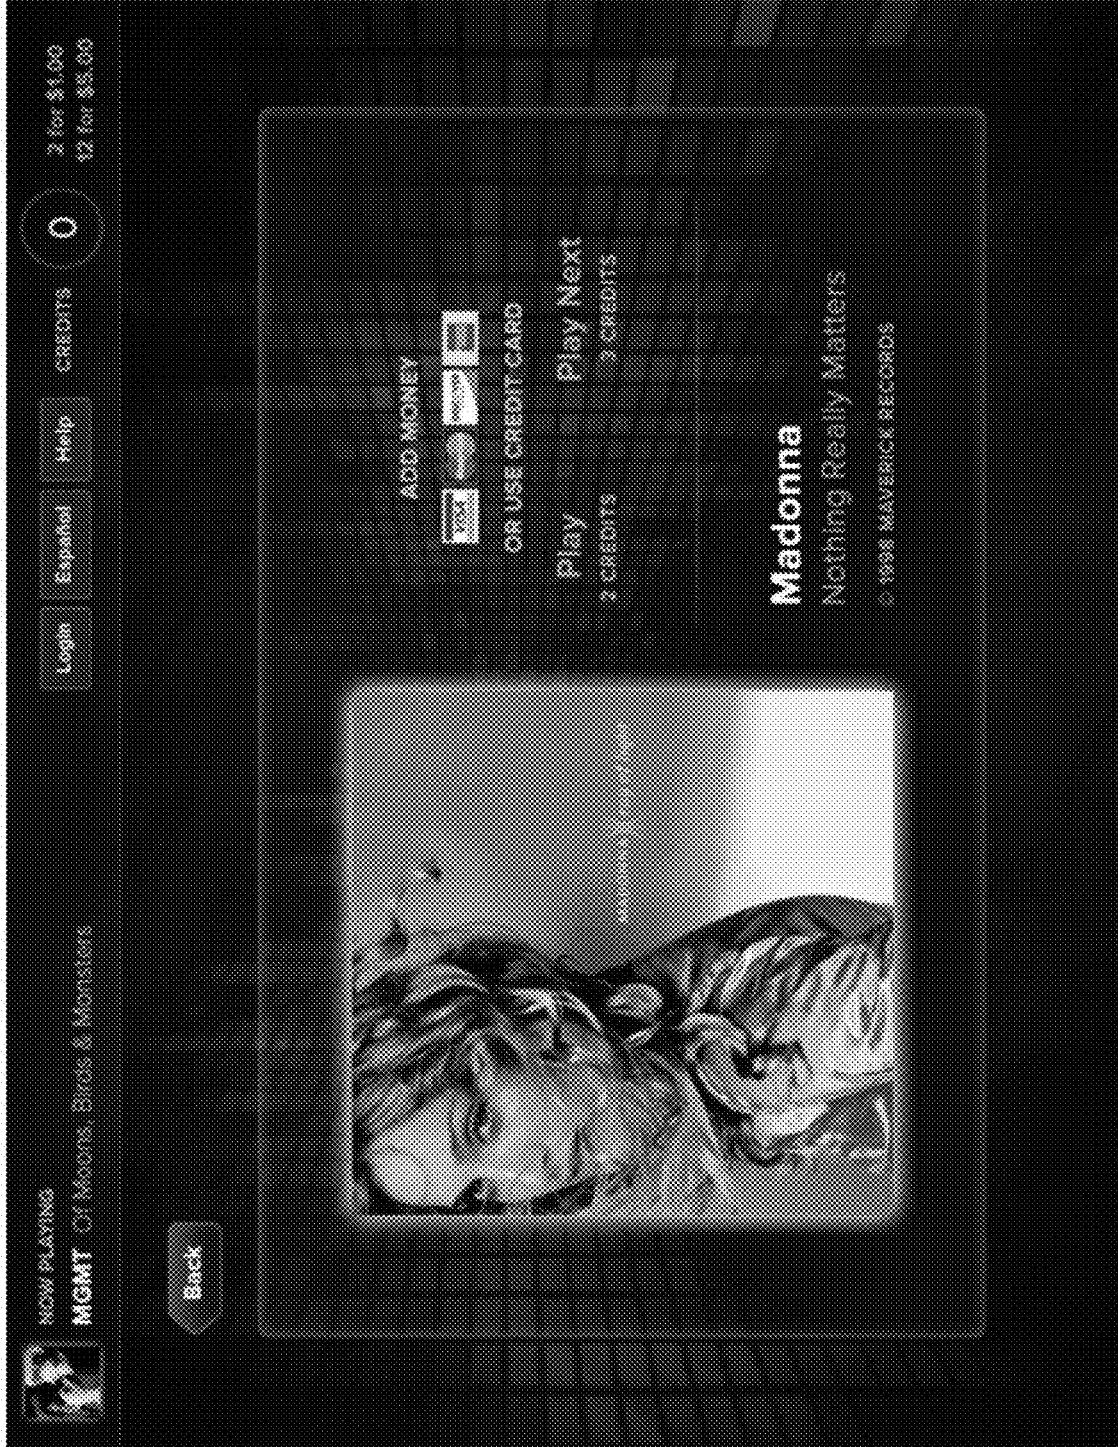 NOW PLAYING
MGMT Of Moons, Birds & Monsters
Login
Español
Help
CREDITS
0
2 for $1.00
12 for $5.00
Back
ADD MONEY
VISA
OR USE CREDIT CARD
Play
2 CREDITS
Play Next
3 CREDITS
Madonna
Nothing Really Matters
© 1998 MAVERICK RECORDS